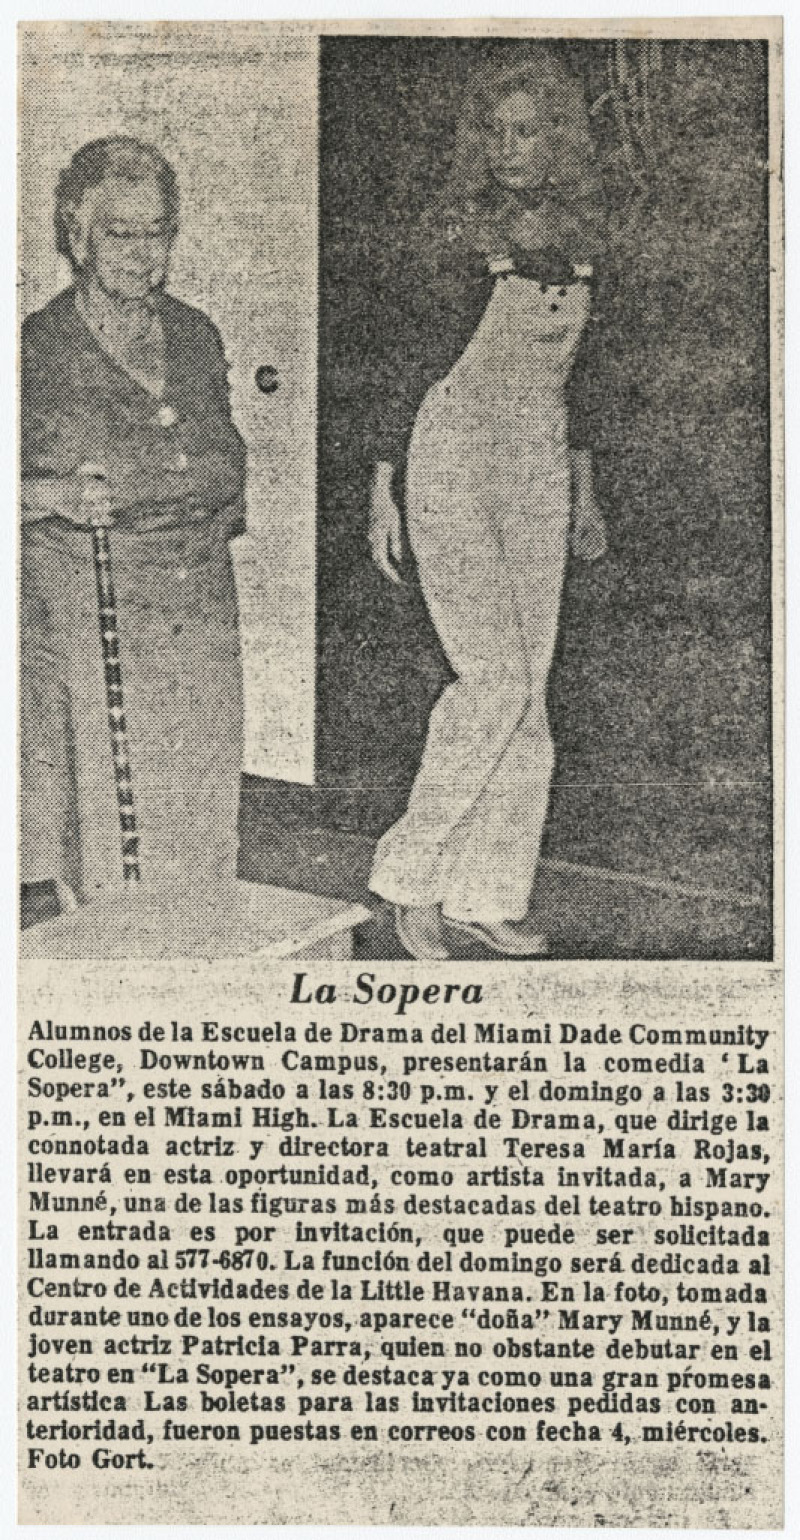 C
La Sopera
Alumnos de la Escuela de Drama del Miami Dade Community
College, Downtown Campus, presentarán la comedia ‘La
Sopera”, este sábado a las 8:30 p.m. y el domingo a las 3:30
p.m., en el Miami High. La Escuela de Drama, que dirige la
connotada actriz y directora teatral Teresa María Rojas,
llevará en esta oportunidad, como artista invitada, a Mary
Munné, una de las figuras más destacadas del teatro hispano.
La entrada es por invitación, que puede ser solicitada
llamando al 577-6870. La función del domingo será dedicada al
Centro de Actividades de la Little Havana. En la foto, tomada
durante uno de los ensayos, aparece “doña” Mary Munné, y la
joven actriz Patricia Parra, quien no obstante debutar en el
teatro en “La Sopera”, se destaca ya como una gran promesa
artística Las boletas para las invitaciones pedidas con an-
terioridad, fueron puestas en correos con fecha 4, miércoles.
Foto Gort.